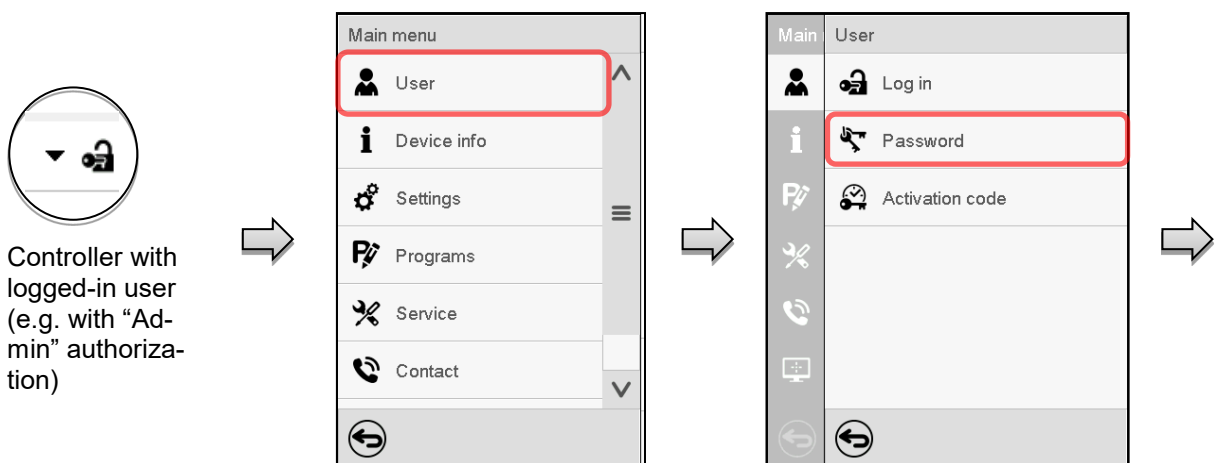 Controller with
logged-in user
(e.g. with “Ad-
min” authoriza-
tion)
Main menu
User
Device info
Settings
Programs
Service
Contact
Main
User
Log in
Password
Activation code